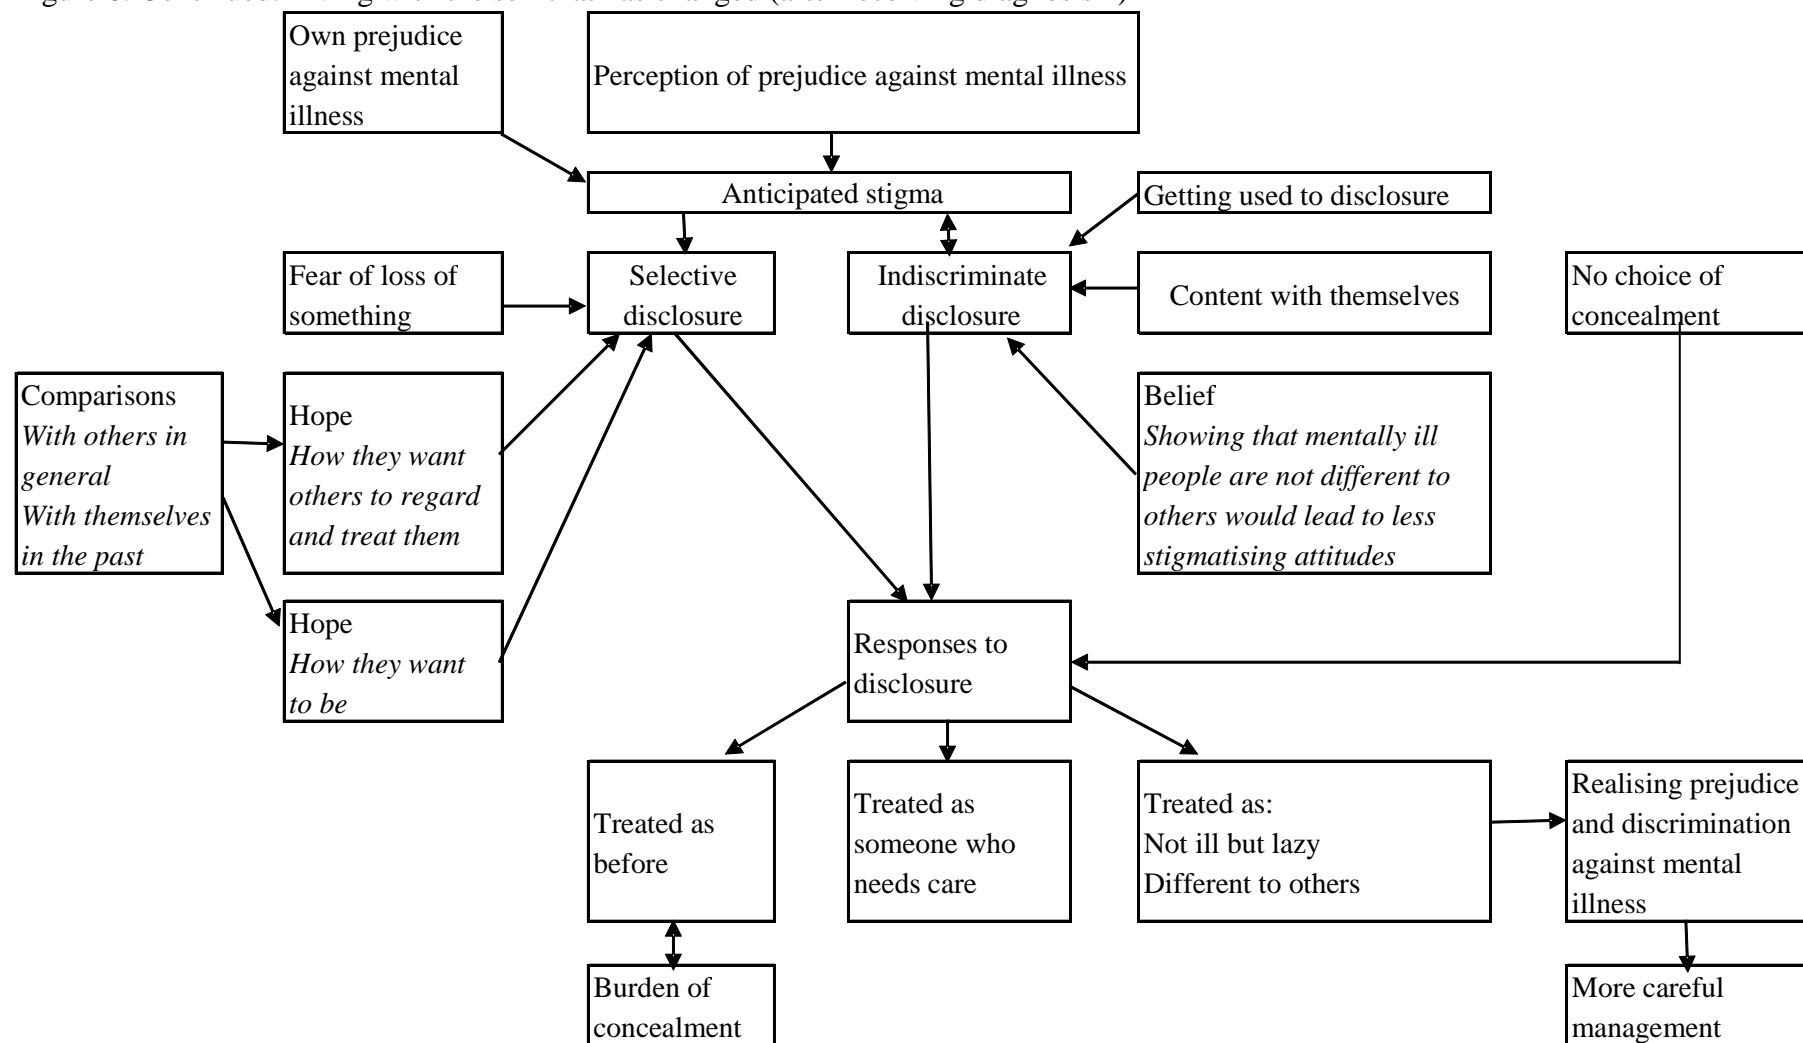 Own prejudice
against mental
illness
Perception of prejudice against mental illness
Anticipated stigma
Getting used to disclosure
Fear of loss of
something
Selective
disclosure
Indiscriminate
disclosure
Content with themselves
No choice of
concealment
Comparisons
With others in
general
With themselves
in the past
Hope
How they want
others to regard
and treat them
Belief
Showing that mentally ill
people are not different to
others would lead to less
stigmatising attitudes
Hope
How they want
to be
Responses to
disclosure
Treated as
before
Treated as
someone who
needs care
Treated as:
Not ill but lazy
Different to others
Realising prejudice
and discrimination
against mental
illness
Burden of
concealment
More careful
management